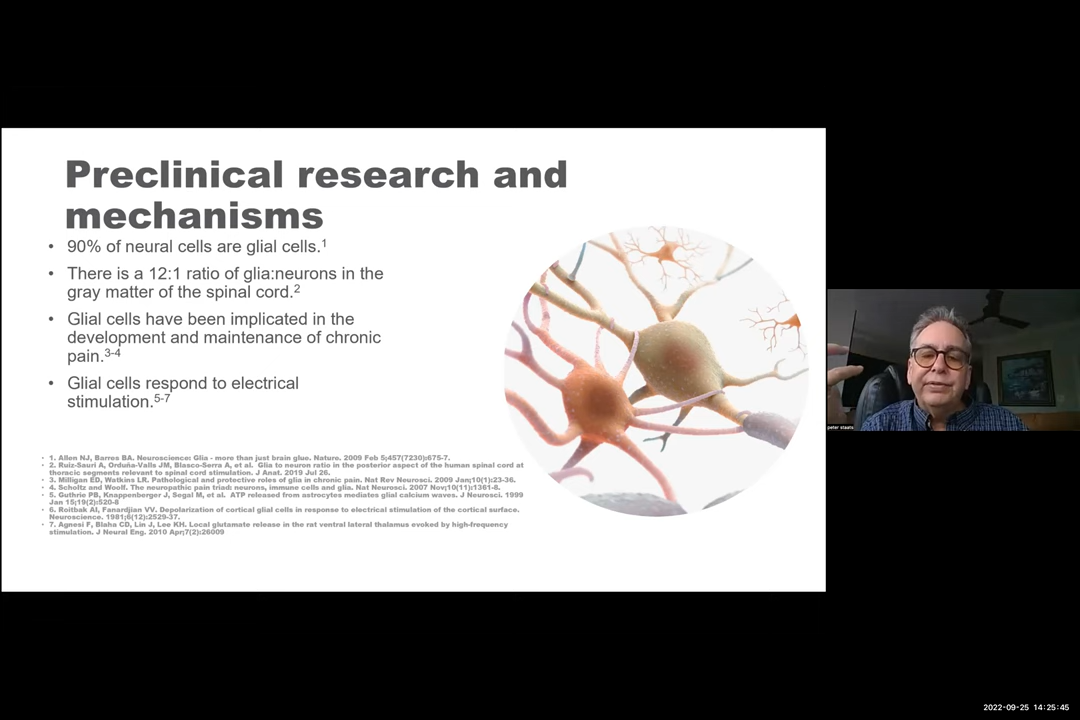 Preclinical research and
mechanisms
• 90% of neural cells are glial cells.1
• There is a 12:1 ratio of glia:neurons in the
gray matter of the spinal cord.2
• Glial cells have been implicated in the
development and maintenance of chronic
pain.3-4
• Glial cells respond to electrical
stimulation.5-7
• 1. Allen NJ, Barres BA. Neuroscience: Glia - more than just brain glue. Nature. 2009 Feb 5;457(7230):675-7.
• 2. Ruiz-Sauri A, Orduña-Valls JM, Blasco-Serra A, et al. Glia to neuron ratio in the posterior aspect of the human spinal cord at
thoracic segments relevant to spinal cord stimulation. J Anat. 2019 Jul 26.
• 3. Milligan ED, Watkins LR. Pathological and protective roles of glia in chronic pain. Nat Rev Neurosci. 2009 Jan;10(1):23-36.
• 4. Scholtz and Woolf. The neuropathic pain triad: neurons, immune cells and glia. Nat Neurosci. 2007 Nov;10(11):1361-8.
• 5. Guthrie PB, Knappenberger J, Segal M, et al. ATP released from astrocytes mediates glial calcium waves. J Neurosci. 1999
Jan 15;19(2):520-8
• 6. Roitbak AI, Fanardjian VV. Depolarization of cortical glial cells in response to electrical stimulation of the cortical surface.
Neuroscience. 1981;6(12):2529-37.
• 7. Agnesi F, Blaha CD, Lin J, Lee KH. Local glutamate release in the rat ventral lateral thalamus evoked by high-frequency
stimulation. J Neural Eng. 2010 Apr;7(2):26009
peter staats
2022-09-25 14:25:45